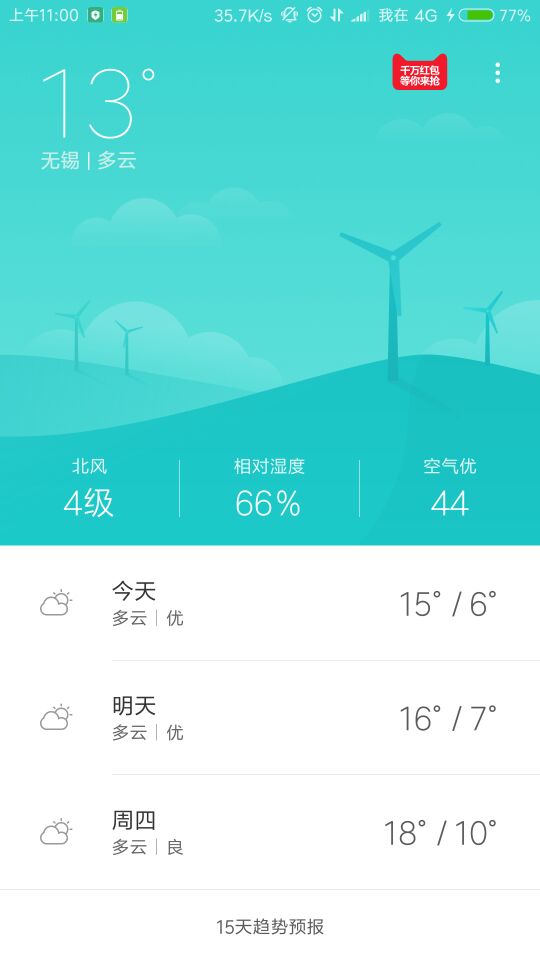 上午11:00 35.7K/s 我在 4G 77%
千万红包
等你来抢
13°
无锡 | 多云
北风 相对湿度 空气优
4级 66% 44
今天 15° / 6°
多云 | 优
明天 16° / 7°
多云 | 优
周四 18° / 10°
多云 | 良
15天趋势预报